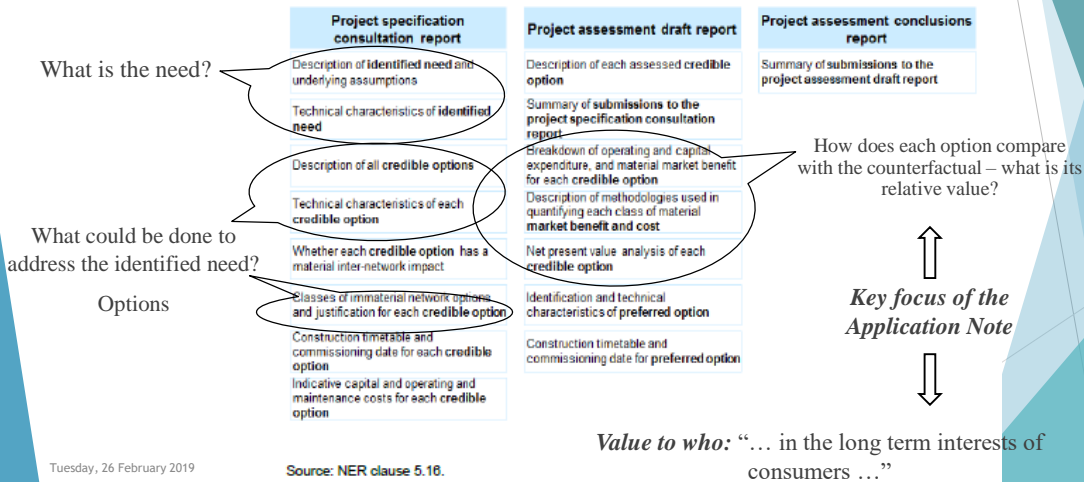 Project specification
consultation report
Description of identified need and
underlying assumptions
Technical characteristics of identified
need
Description of all credible options
Technical characteristics of each
credible option
Whether each credible option has a
material inter-network impact
Classes of immaterial network options
and justification for each credible option
Construction timetable and
commissioning date for each credible
option
Indicative capital and operating and
maintenance costs for each credible
option
Project assessment draft report
Description of each assessed credible
option
Summary of submissions to the
project specification consultation
report
Breakdown of operating and capital
expenditure, and material market benefit
for each credible option
Description of methodologies used in
quantifying each class of material
market benefit and cost
Net present value analysis of each
credible option
Identification and technical
characteristics of preferred option
Construction timetable and
commissioning date for preferred option
Project assessment conclusions
report
Summary of submissions to the
project assessment draft report
What is the need?
What could be done to
address the identified need?
Options
How does each option compare
with the counterfactual – what is its
relative value?
Key focus of the
Application Note
Value to who: “… in the long term interests of
consumers …”
Tuesday, 26 February 2019
Source: NER clause 5.16.